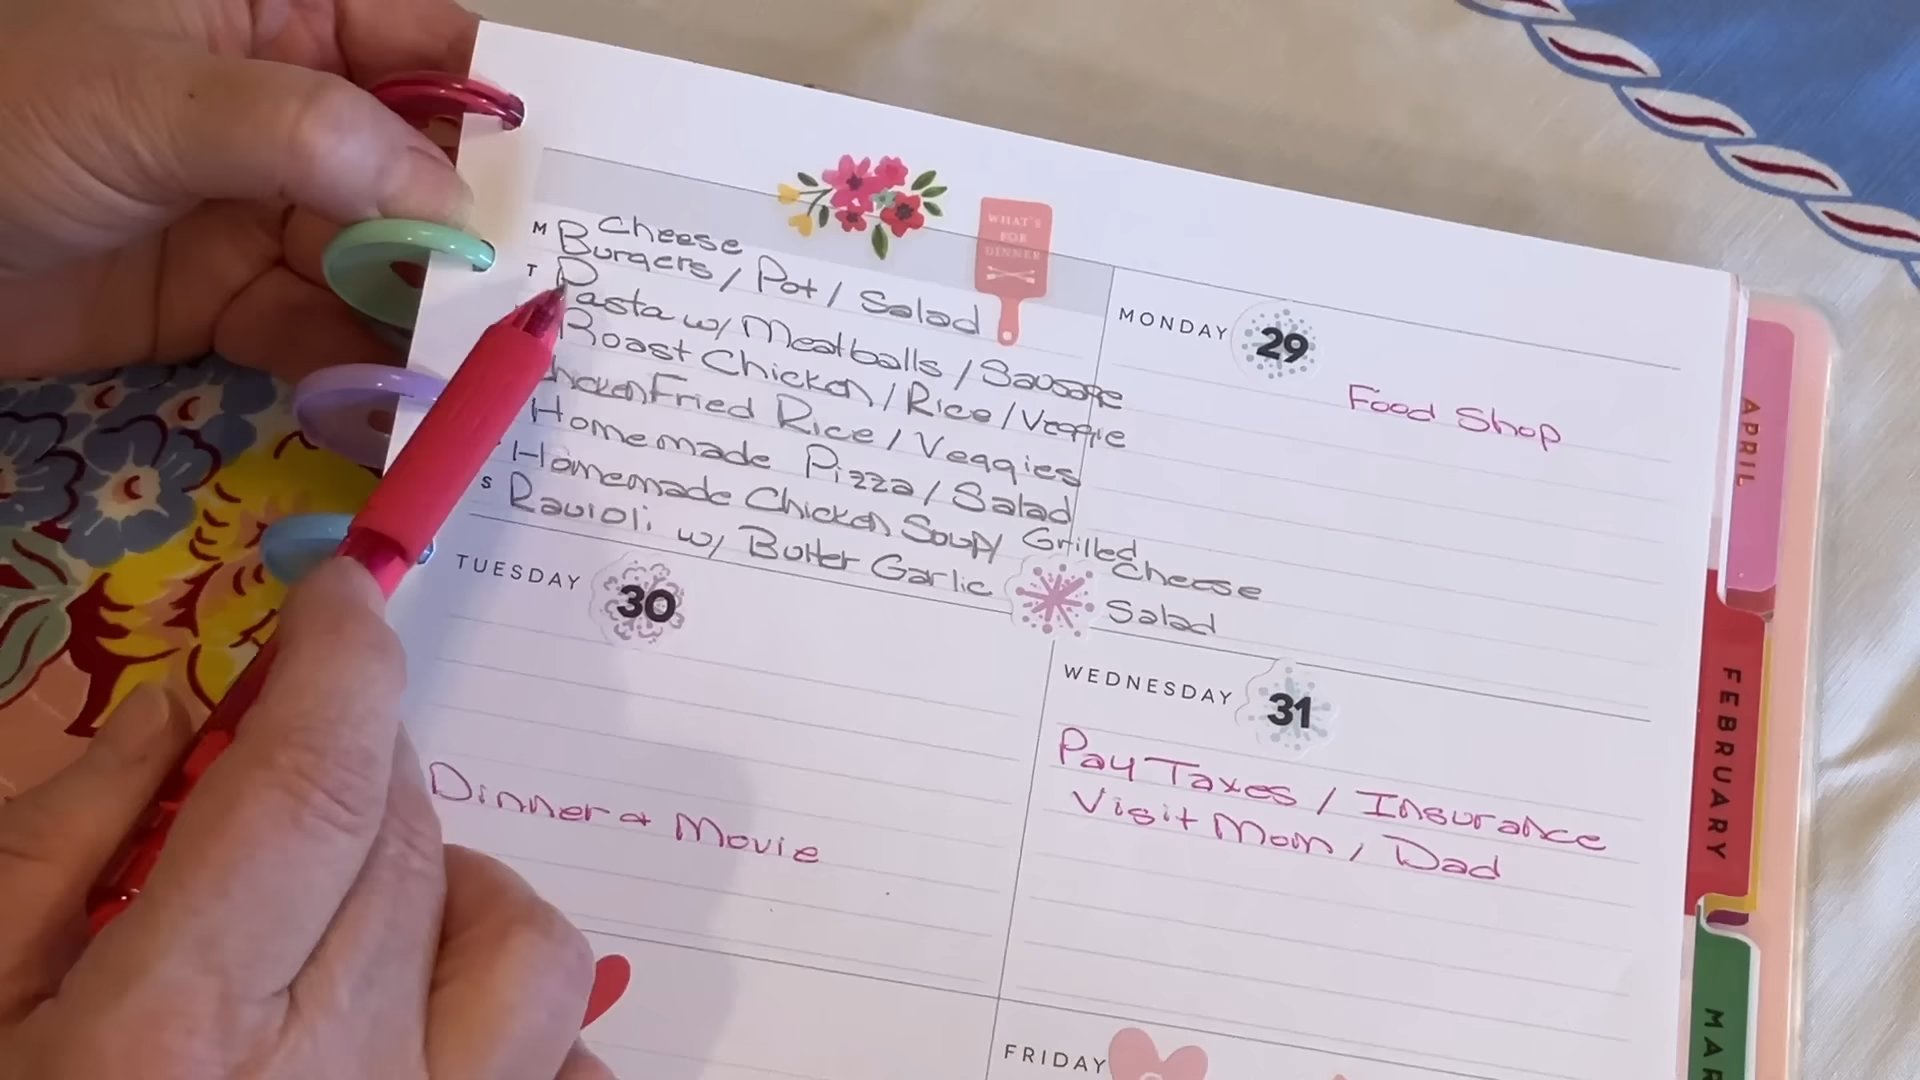 WHAT'S
FOR
DINNER
Cheese
M Burgers / Pot / Salad
T Pasta w/ Meatballs / Sausage
Roast Chicken / Rice / Veggie
Chicken Fried Rice / Veggies
Homemade Pizza / Salad
Homemade Chicken Soup / Grilled Cheese
Salad
S Ravioli w/ Butter Garlic
MONDAY 29
Food Shop
TUESDAY 30
Dinner + Movie
WEDNESDAY 31
Pay Taxes / Insurance
Visit Mom, Dad
FRIDAY
APRIL
FEBRUARY
MAR